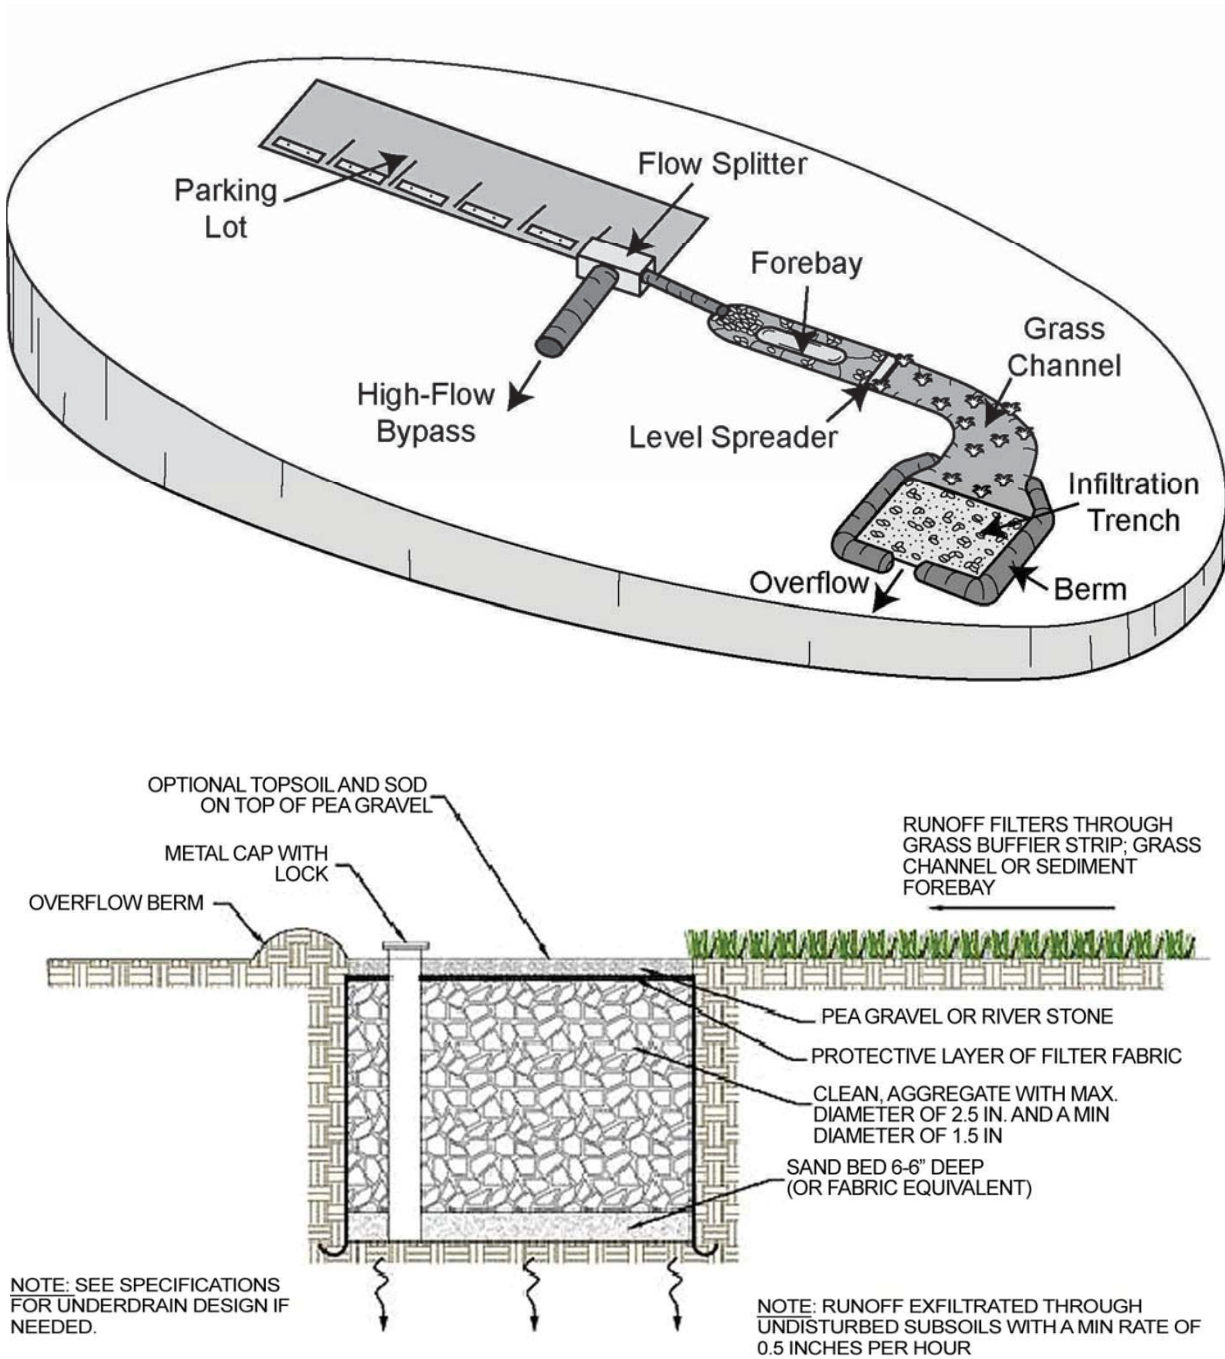 Flow Splitter
Parking
Lot
Forebay
Grass
Channel
High-Flow
Bypass
Level Spreader
Infiltration
Trench
Overflow
Berm
OPTIONAL TOPSOIL AND SOD
ON TOP OF PEA GRAVEL
METAL CAP WITH
LOCK
OVERFLOW BERM
RUNOFF FILTERS THROUGH
GRASS BUFFIER STRIP; GRASS
CHANNEL OR SEDIMENT
FOREBAY
PEA GRAVEL OR RIVER STONE
PROTECTIVE LAYER OF FILTER FABRIC
CLEAN, AGGREGATE WITH MAX.
DIAMETER OF 2.5 IN. AND A MIN
DIAMETER OF 1.5 IN
SAND BED 6-6" DEEP
(OR FABRIC EQUIVALENT)
NOTE: SEE SPECIFICATIONS
FOR UNDERDRAIN DESIGN IF
NEEDED.
NOTE: RUNOFF EXFILTRATED THROUGH
UNDISTURBED SUBSOILS WITH A MIN RATE OF
0.5 INCHES PER HOUR